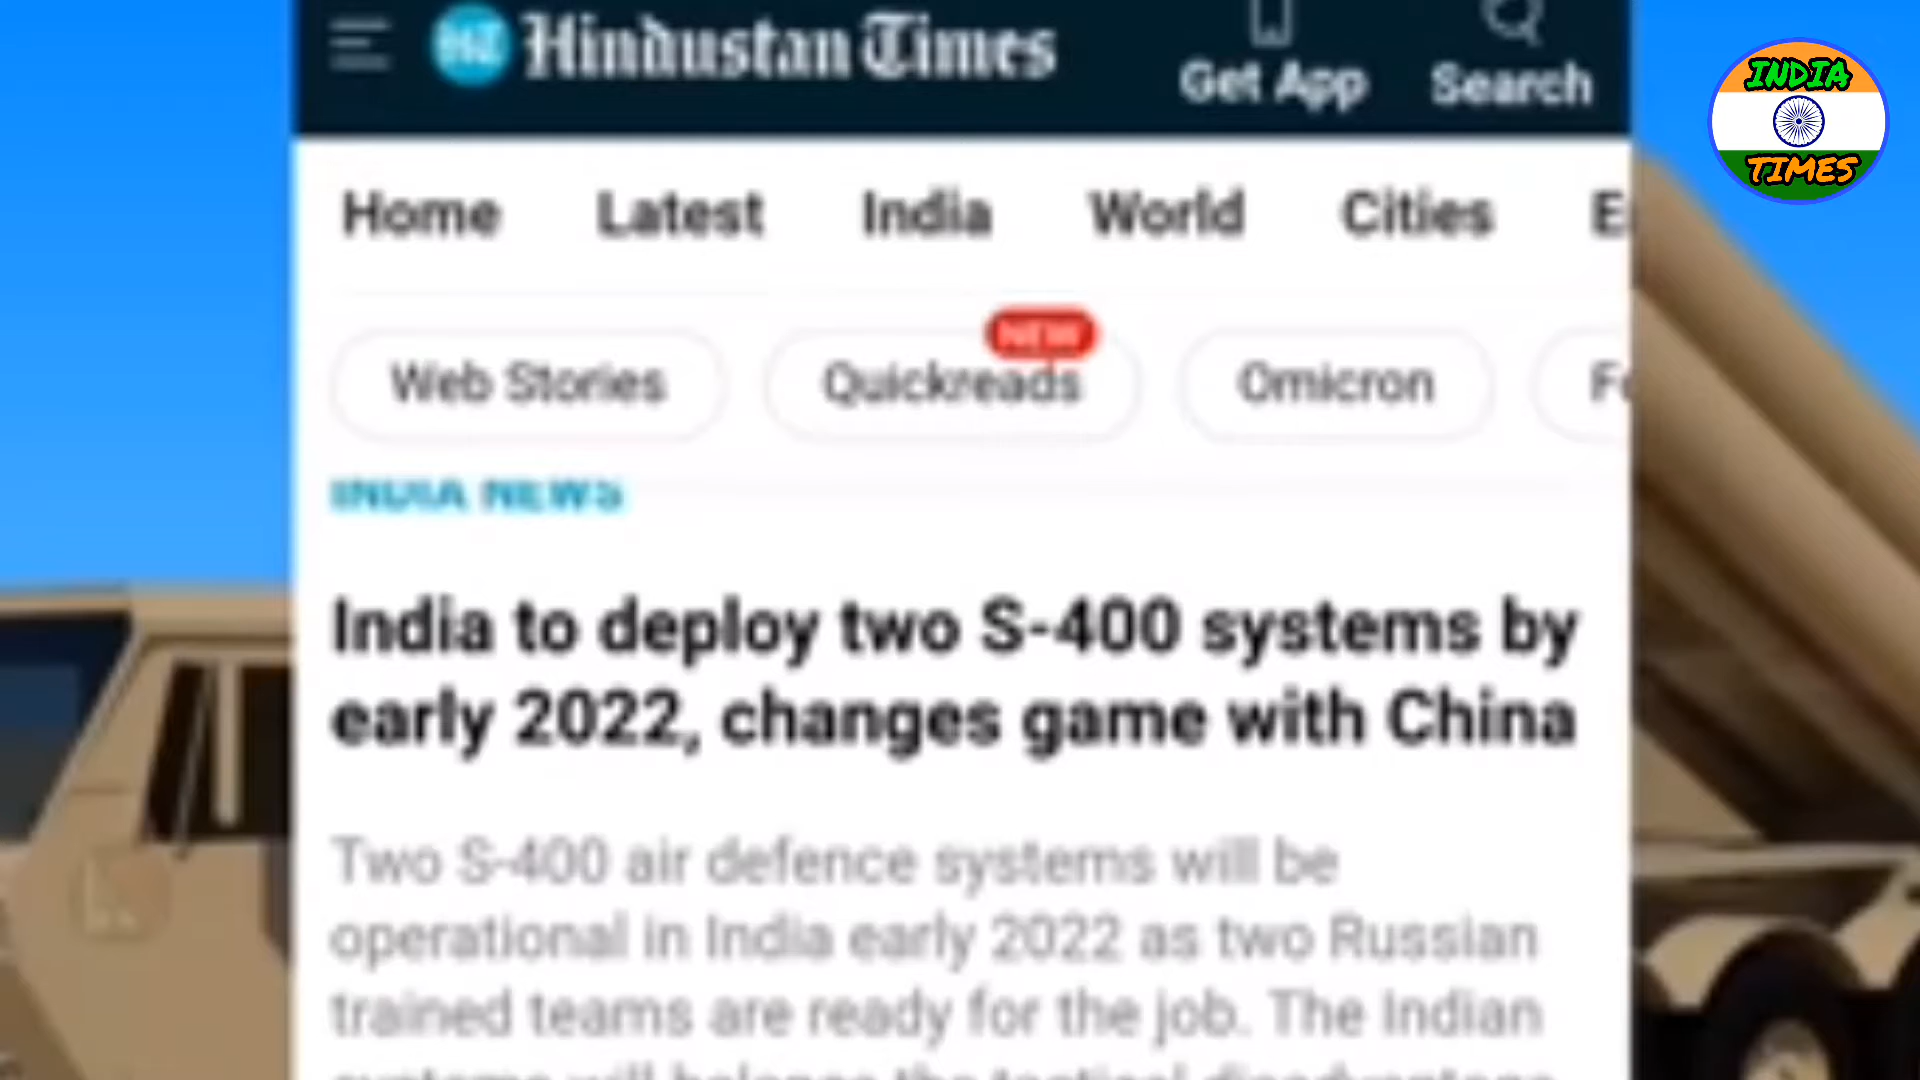 Hindustan Times
Get App
Search
INDIA
TIMES
Home Latest India World Cities E
NEW
Web Stories Quickreads Omicron
INDIA NEWS
India to deploy two S-400 systems by
early 2022, changes game with China
Two S-400 air defence systems will be
operational in India early 2022 as two Russian
trained teams are ready for the job. The Indian